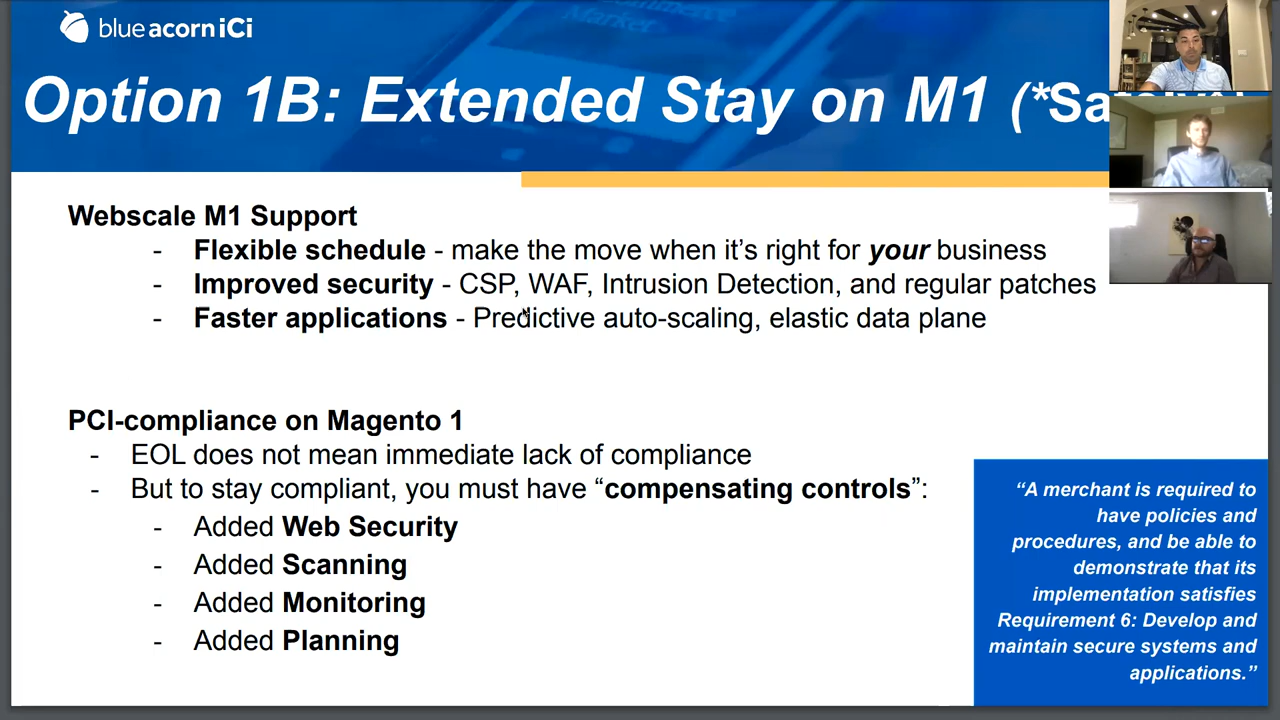 blue acorn iCi
Option 1B: Extended Stay on M1 (*
Webscale M1 Support
- Flexible schedule - make the move when it’s right for your business
- Improved security - CSP, WAF, Intrusion Detection, and regular patches
- Faster applications - Predictive auto-scaling, elastic data plane
PCI-compliance on Magento 1
- EOL does not mean immediate lack of compliance
- But to stay compliant, you must have “compensating controls”:
- Added Web Security
- Added Scanning
- Added Monitoring
- Added Planning
“A merchant is required to
have policies and
procedures, and be able to
demonstrate that its
implementation satisfies
Requirement 6: Develop and
maintain secure systems and
applications.”